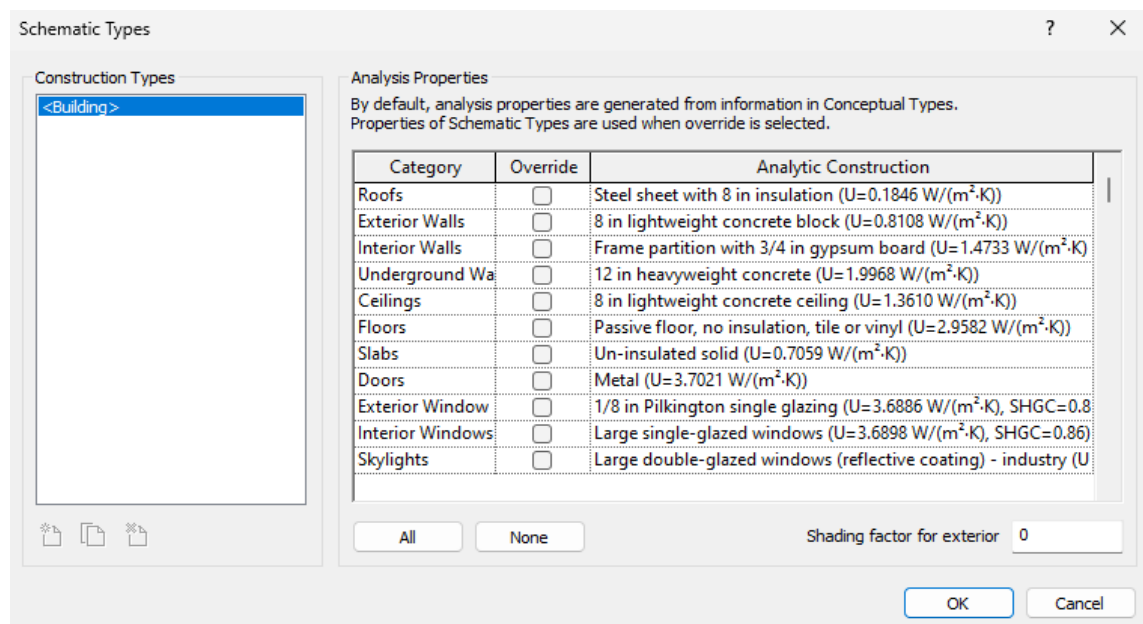 Schematic Types
?
Construction Types
<Building>
Analysis Properties
By default, analysis properties are generated from information in Conceptual Types.
Properties of Schematic Types are used when override is selected.
Category Override Analytic Construction
Roofs Steel sheet with 8 in insulation (U=0.1846 W/(m²·K))
Exterior Walls 8 in lightweight concrete block (U=0.8108 W/(m²·K))
Interior Walls Frame partition with 3/4 in gypsum board (U=1.4733 W/(m²·K)
Underground Wa 12 in heavyweight concrete (U=1.9968 W/(m²·K))
Ceilings 8 in lightweight concrete ceiling (U=1.3610 W/(m²·K))
Floors Passive floor, no insulation, tile or vinyl (U=2.9582 W/(m²·K))
Slabs Un-insulated solid (U=0.7059 W/(m²·K))
Doors Metal (U=3.7021 W/(m²·K))
Exterior Window 1/8 in Pilkington single glazing (U=3.6886 W/(m²·K), SHGC=0.8
Interior Windows Large single-glazed windows (U=3.6898 W/(m²·K), SHGC=0.86)
Skylights Large double-glazed windows (reflective coating) - industry (U
All None Shading factor for exterior 0
OK Cancel